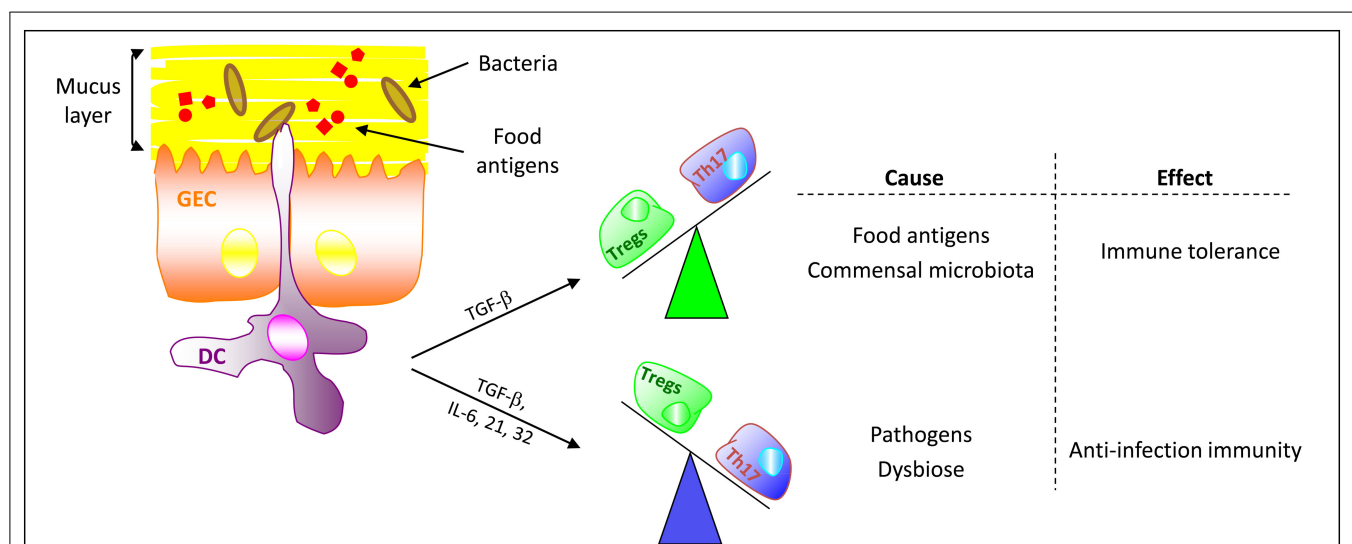 Mucus
layer
Bacteria
Food
antigens
GEC
DC
TGF-β
TGF-β,
IL-6, 21, 32
Th17
Tregs
Tregs
Th17
Cause
Effect
Food antigens
Commensal microbiota
Immune tolerance
Pathogens
Dysbiose
Anti-infection immunity